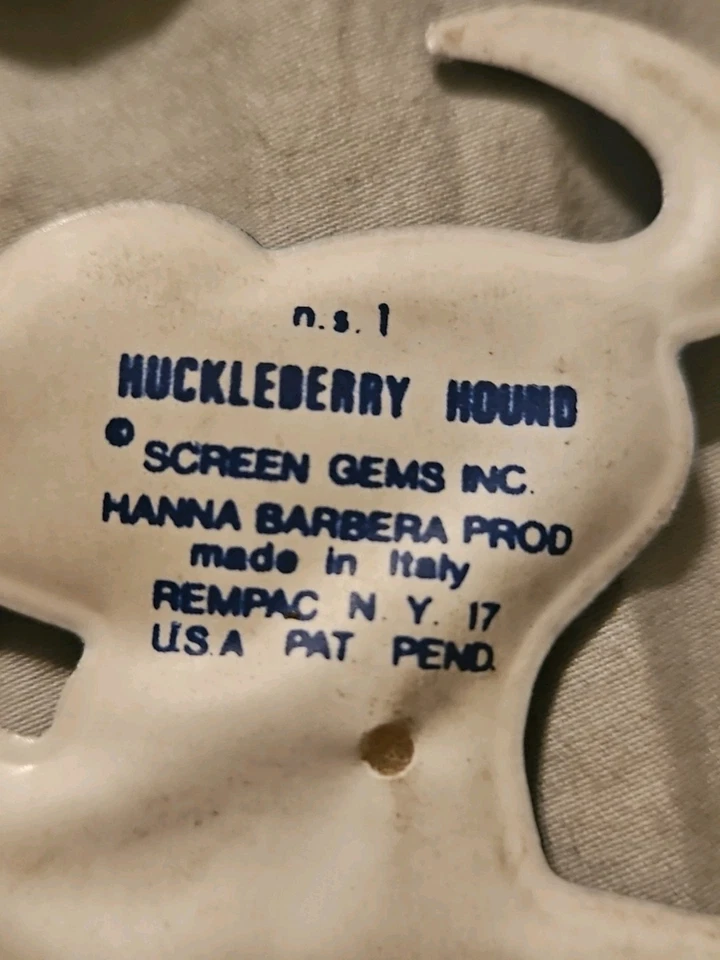 n.s. 1
HUCKLEBERRY HOUND
© SCREEN GEMS INC.
HANNA BARBERA PROD
made in Italy
REMPAC N. Y. 17
U.S.A PAT PEND.